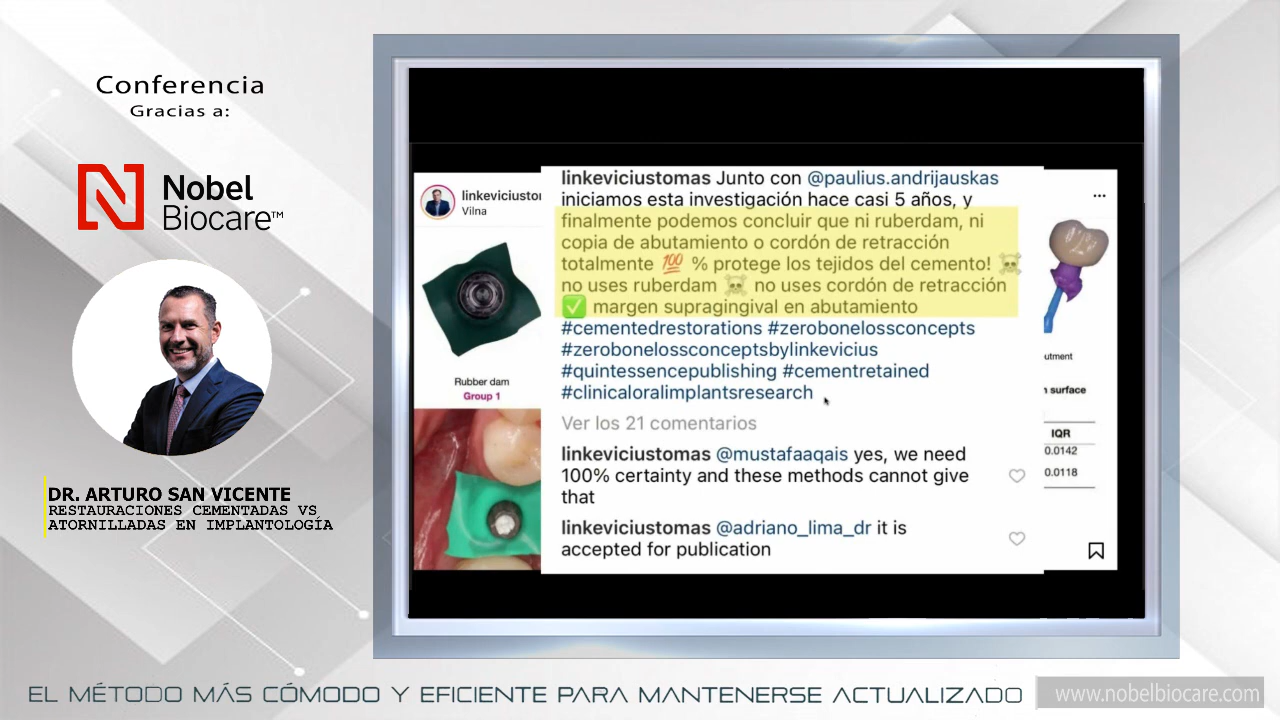 Conferencia
Gracias a:
Nobel
Biocare™
DR. ARTURO SAN VICENTE
RESTAURACIONES CEMENTADAS VS
ATORNILLADAS EN IMPLANTOLOGÍA
linkeviciustomas Junto con @paulius.andrijauskas
iniciamos esta investigación hace casi 5 años, y
finalmente podemos concluir que ni ruberdam, ni
copia de abutamiento o cordón de retracción
totalmente 💯 % protege los tejidos del cemento! ☠️
no uses ruberdam ☠️ no uses cordón de retracción
✅ margen supragingival en abutamiento
#cementedrestorations #zerobonelossconcepts
#zerobonelossconceptsbylinkevicius
#quintessencepublishing #cementretained
#clinicaloralimplantsresearch
Ver los 21 comentarios
linkeviciustomas @mustafaaqais yes, we need
100% certainty and these methods cannot give
that
linkeviciustomas @adriano_lima_dr it is
accepted for publication
linkeviciustor
Vilna
Rubber dam
Group 1
utment
surface
IQR
0.0142
0.0118
EL MÉTODO MÁS CÓMODO Y EFICIENTE PARA MANTENERSE ACTUALIZADO
www.nobelbiocare.com